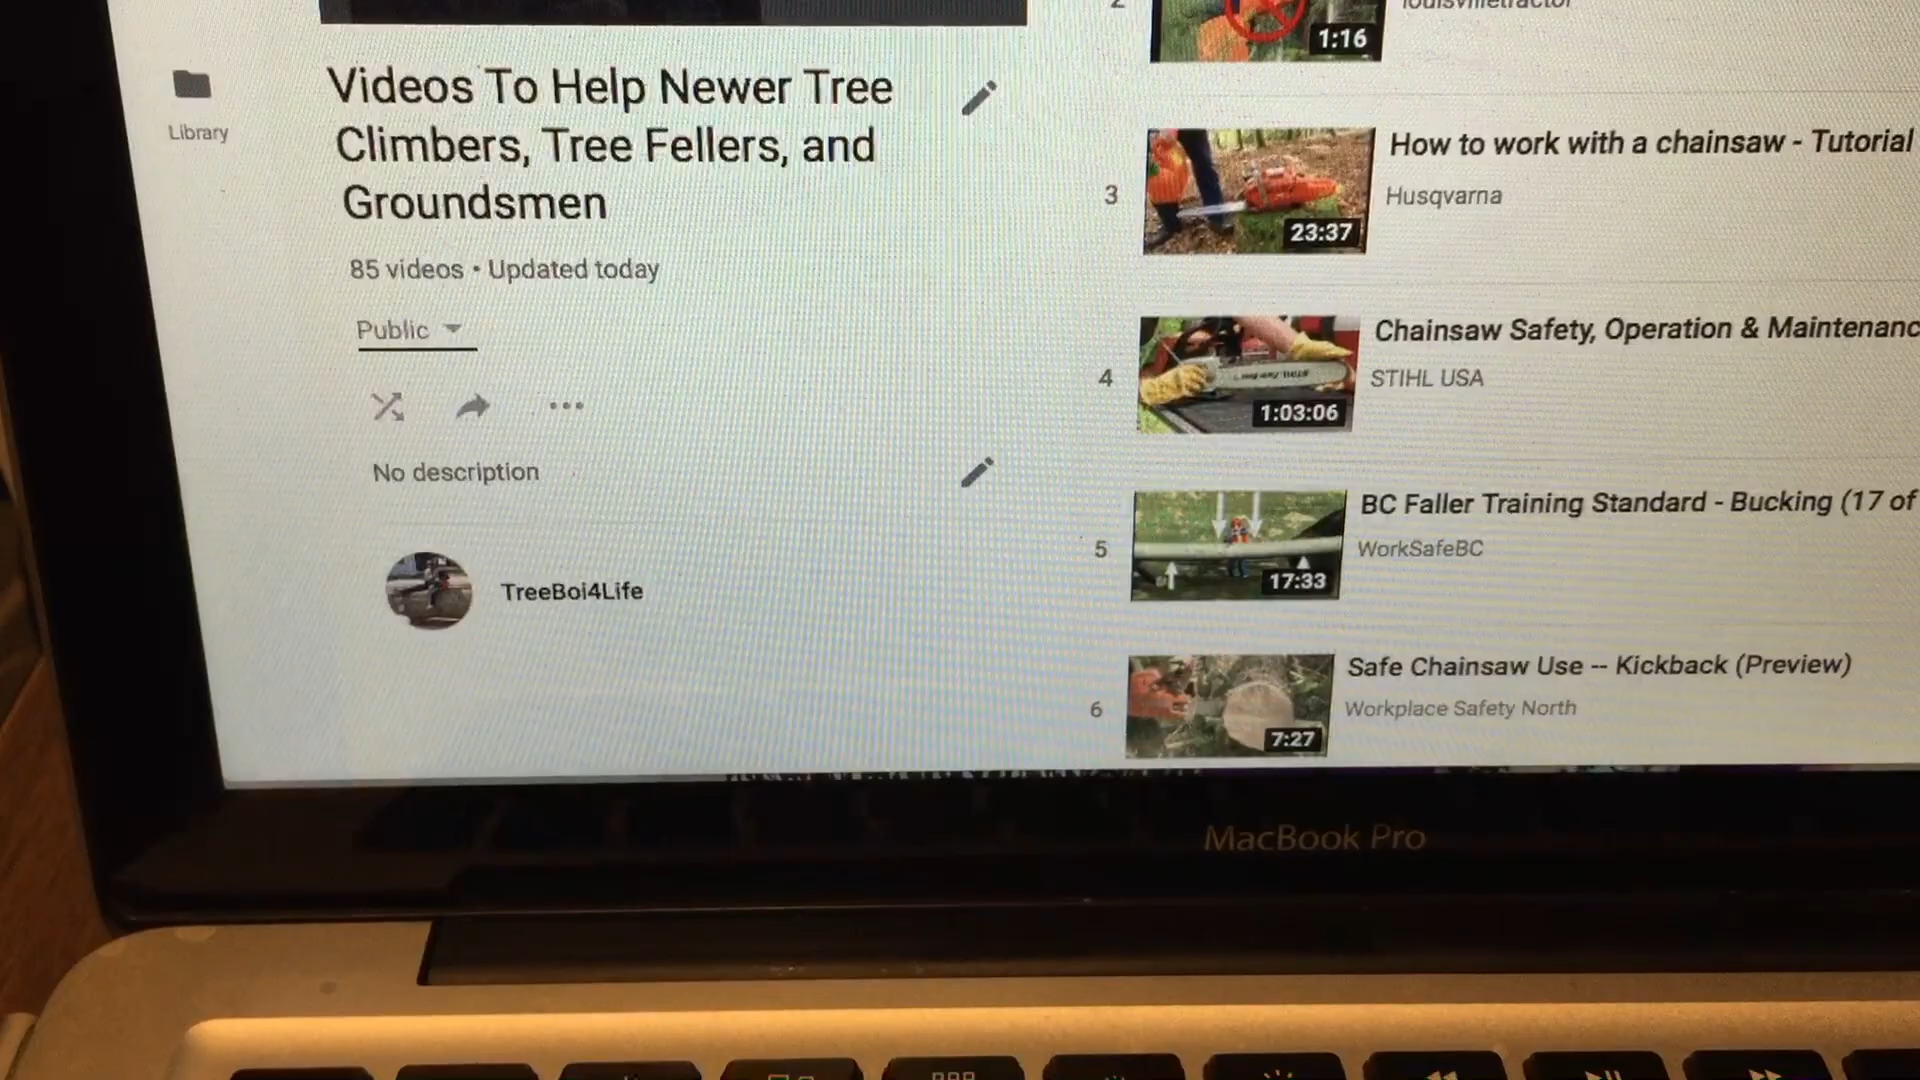 Library
Videos To Help Newer Tree
Climbers, Tree Fellers, and
Groundsmen
85 videos • Updated today
Public
No description
TreeBoi4Life
2
louisvilletractor
1:16
3
How to work with a chainsaw - Tutorial
Husqvarna
23:37
4
Chainsaw Safety, Operation & Maintenanc
STIHL USA
STIHL
1:03:06
5
BC Faller Training Standard - Bucking (17 of
WorkSafeBC
17:33
6
Safe Chainsaw Use -- Kickback (Preview)
Workplace Safety North
7:27
MacBook Pro